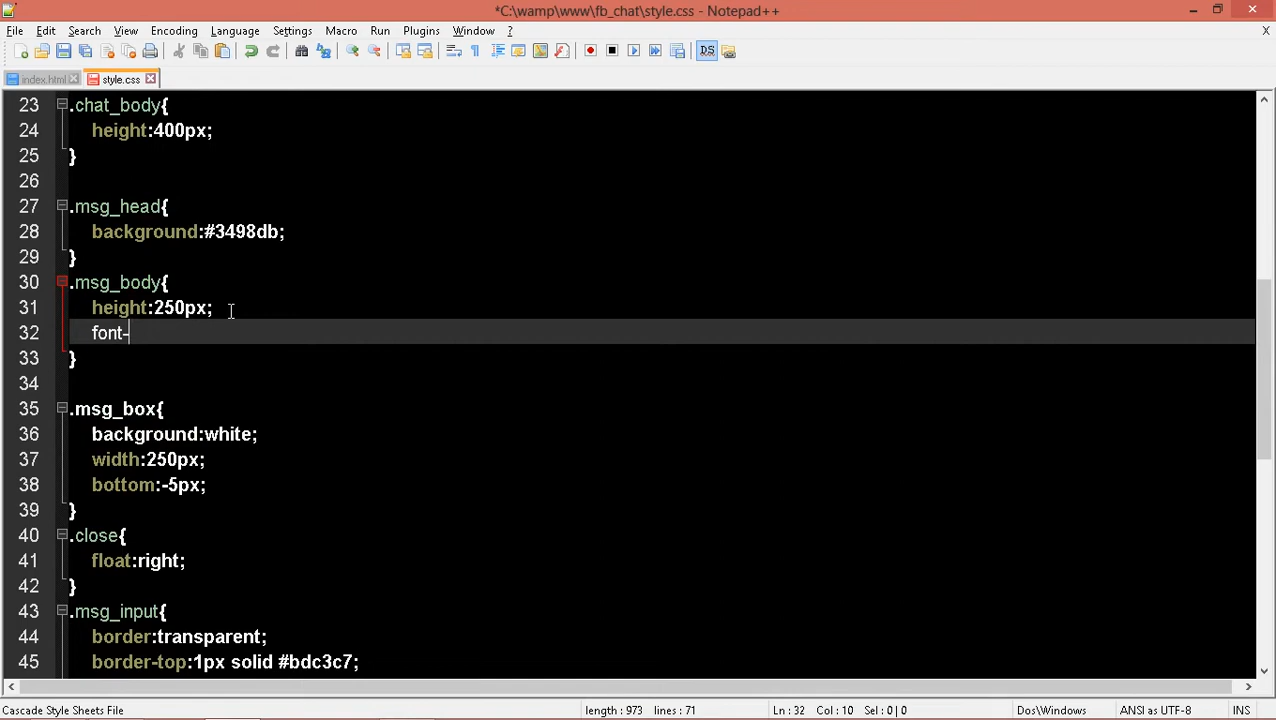 *C:\wamp\www\fb_chat\style.css - Notepad++
File Edit Search View Encoding Language Settings Macro Run Plugins Window ? X
index.html style.css
23 .chat_body{
24 height:400px;
25 }
26
27 .msg_head{
28 background:#3498db;
29 }
30 .msg_body{
31 height:250px;
32 font-
33 }
34
35 .msg_box{
36 background:white;
37 width:250px;
38 bottom:-5px;
39 }
40 .close{
41 float:right;
42 }
43 .msg_input{
44 border:transparent;
45 border-top:1px solid #bdc3c7;
Cascade Style Sheets File length : 973 lines : 71 Ln : 32 Col : 10 Sel : 0 | 0 Dos\Windows ANSI as UTF-8 INS